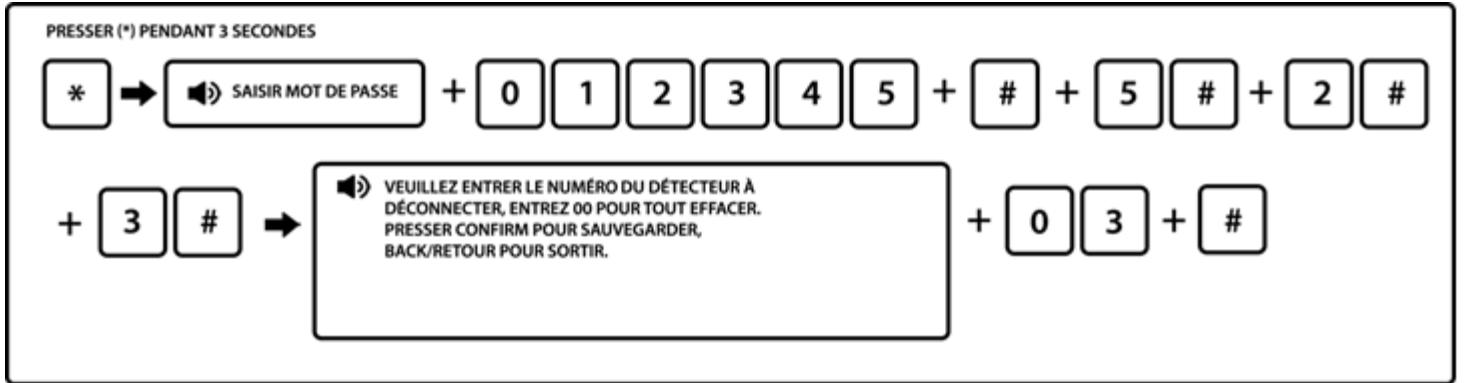 PRESSER (*) PENDANT 3 SECONDES
* SAISIR MOT DE PASSE + 0 1 2 3 4 5 + # + 5 # + 2 #
+ 3 # VEUILLEZ ENTRER LE NUMÉRO DU DÉTECTEUR À
DÉCONNECTER, ENTREZ 00 POUR TOUT EFFACER.
PRESSER CONFIRM POUR SAUVEGARDER,
BACK/RETOUR POUR SORTIR.
+ 0 3 + #